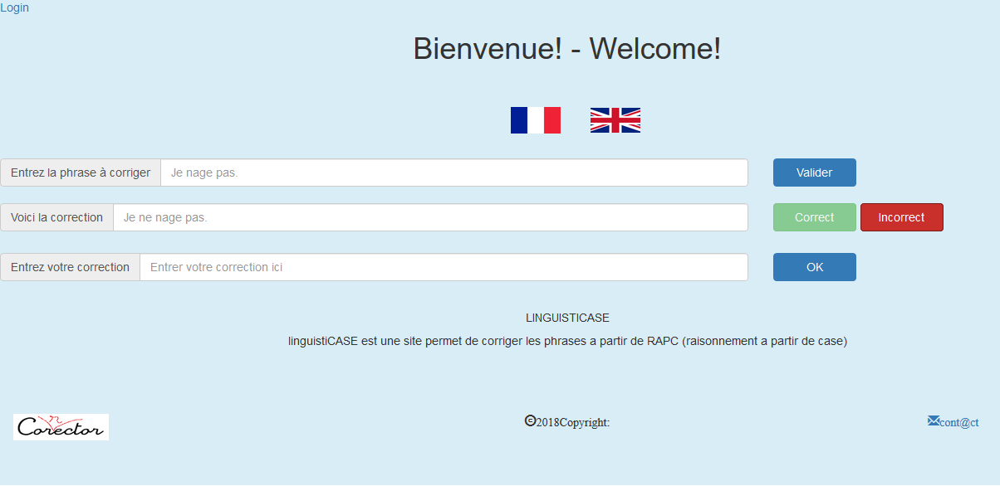 Login
Bienvenue! - Welcome!
Entrez la phrase à corriger Je nage pas. Valider
Voici la correction Je ne nage pas. Correct Incorrect
Entrez votre correction Entrer votre correction ici OK
LINGUISTICASE
linguistiCASE est une site permet de corriger les phrases a partir de RAPC (raisonnement a partir de case)
Corector r ©2018Copyright: cont@ct